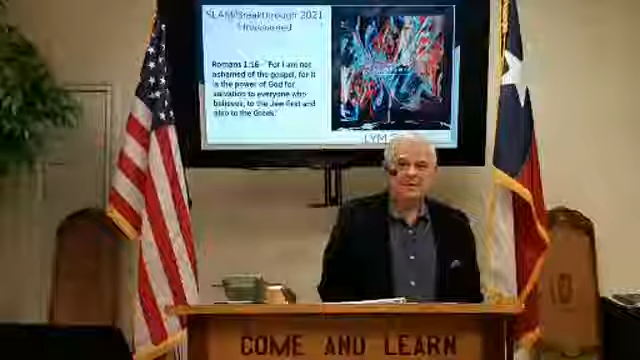 SLAM/Breakthrough 2021
Romans 1:16 - "For I am not
ashamed of the gospel, for it
is the power of God for
salvation to everyone who
believes, to the Jew first and
also to the Greek."
LYM
COME AND LEARN